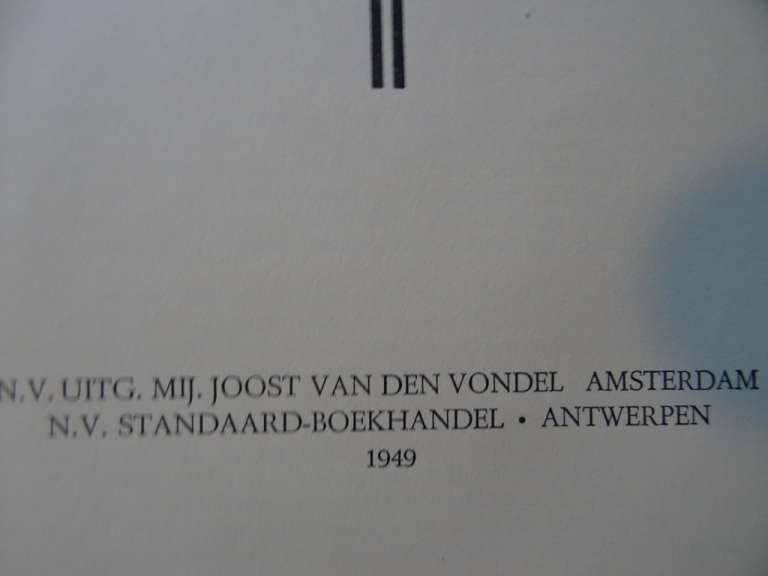 N.V. UITG. MIJ. JOOST VAN DEN VONDEL AMSTERDAM
N.V. STANDAARD-BOEKHANDEL • ANTWERPEN
1949